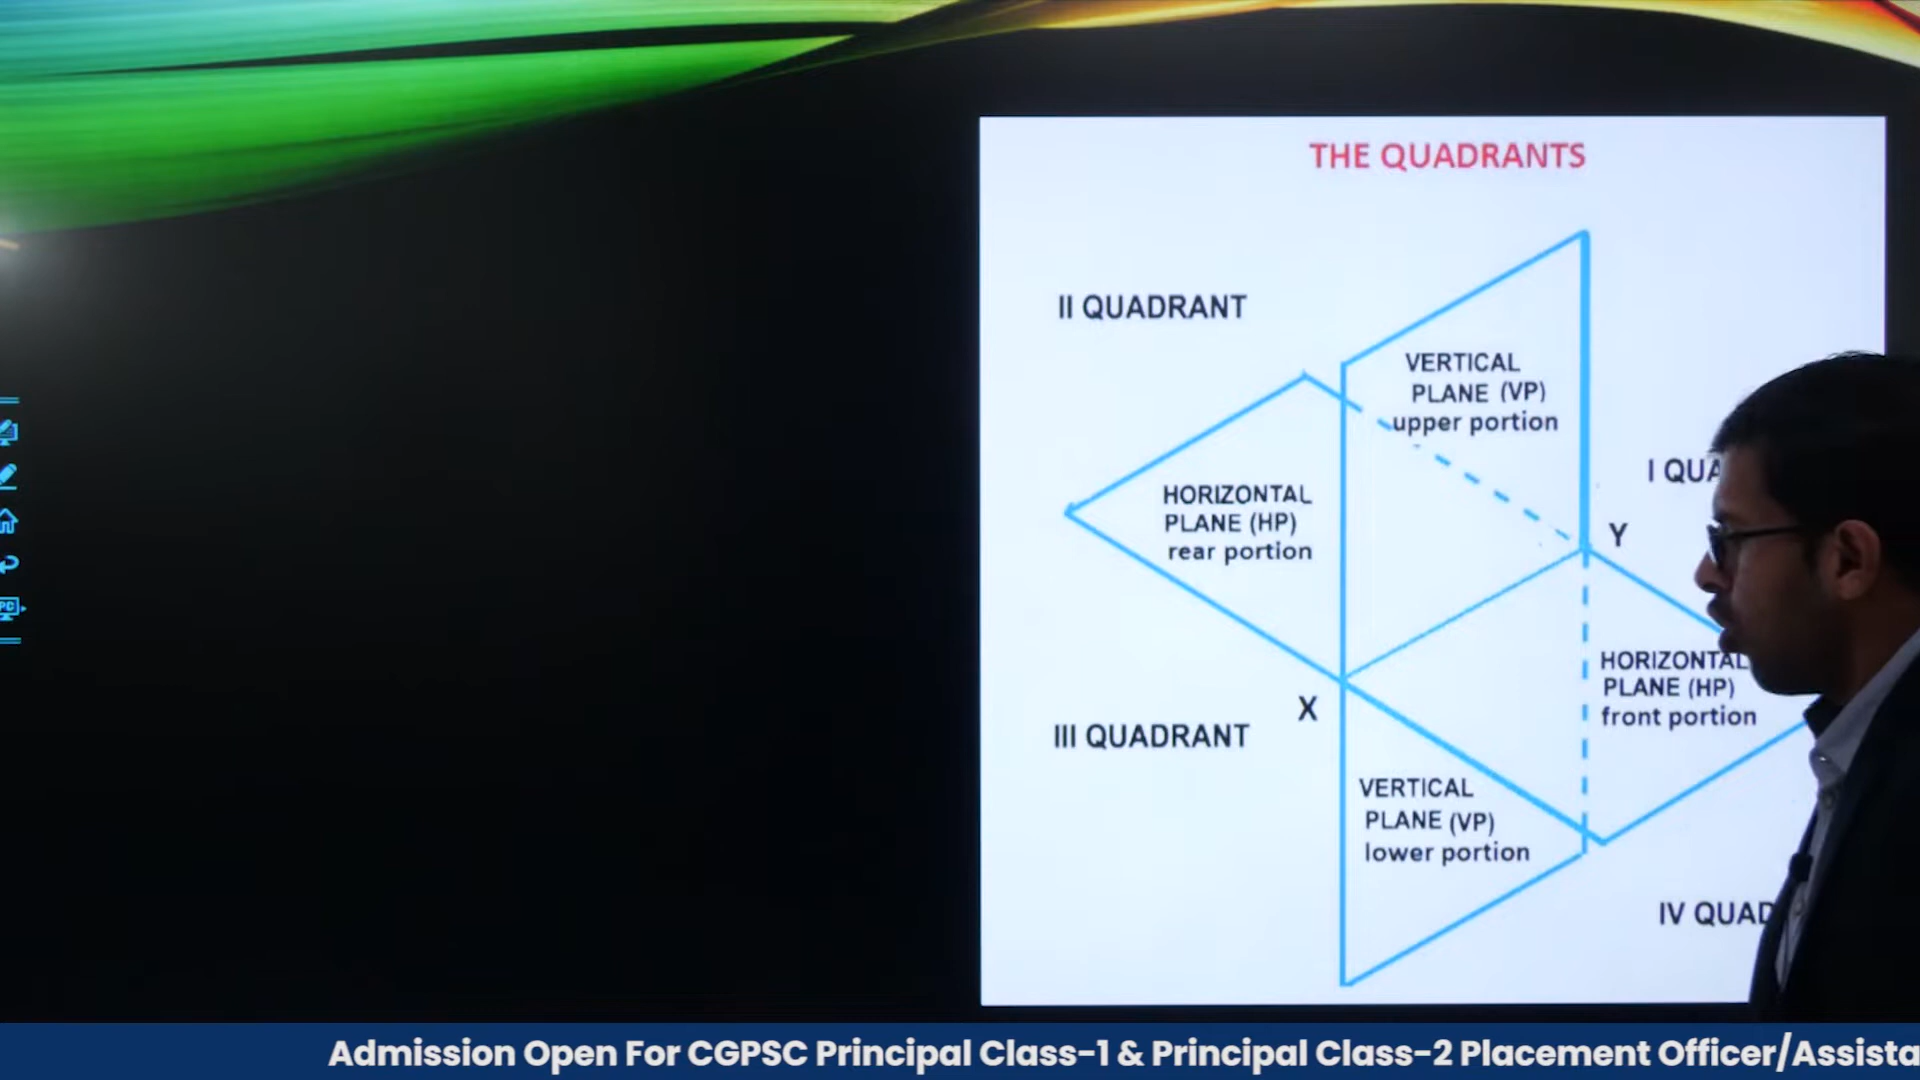 THE QUADRANTS
II QUADRANT
VERTICAL
PLANE (VP)
upper portion
I
HORIZONTAL
PLANE (HP)
rear portion
Y
HORIZONTAL
PLANE (HP)
front portion
X
III QUADRANT
VERTICAL
PLANE (VP)
lower portion
IV
PC
Admission Open For CGPSC Principal Class-1 & Principal Class-2 Placement Officer/